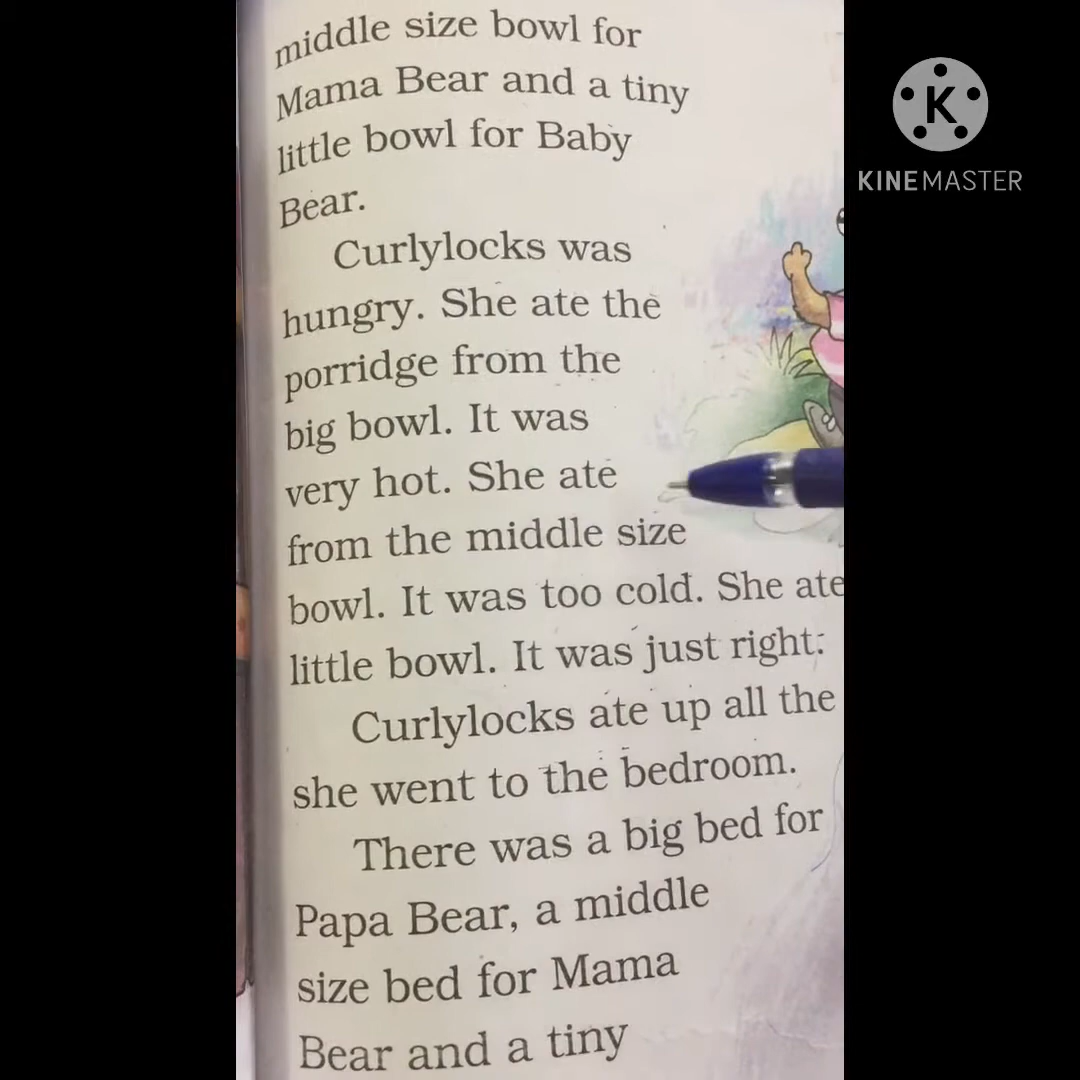 middle size bowl for
Mama Bear and a tiny
little bowl for Baby
Bear.
Curlylocks was
hungry. She ate the
porridge from the
big bowl. It was
very hot. She ate
from the middle size
bowl. It was too cold. She ate
little bowl. It was just right.
Curlylocks ate up all the
she went to the bedroom.
There was a big bed for
Papa Bear, a middle
size bed for Mama
Bear and a tiny
K
KINEMASTER